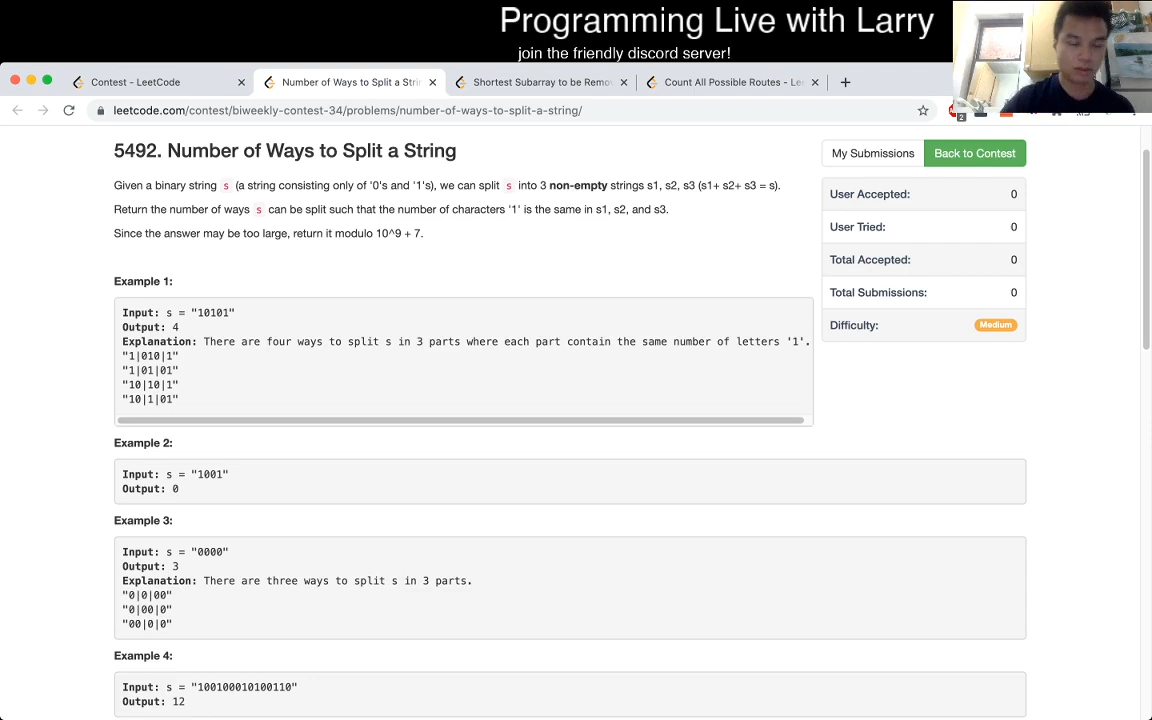 Programming Live with Larry
join the friendly discord server!
Contest - LeetCode
Number of Ways to Split a Stri
Shortest Subarray to be Remov
Count All Possible Routes - Lee
leetcode.com/contest/biweekly-contest-34/problems/number-of-ways-to-split-a-string/
2
5492. Number of Ways to Split a String
My Submissions
Back to Contest
Given a binary string s (a string consisting only of '0's and '1's), we can split s into 3 non-empty strings s1, s2, s3 (s1+ s2+ s3 = s).
Return the number of ways s can be split such that the number of characters '1' is the same in s1, s2, and s3.
Since the answer may be too large, return it modulo 10^9 + 7.
User Accepted: 0
User Tried: 0
Total Accepted: 0
Total Submissions: 0
Difficulty: Medium
Example 1:
Input: s = "10101"
Output: 4
Explanation: There are four ways to split s in 3 parts where each part contain the same number of letters '1'.
"1|010|1"
"1|01|01"
"10|10|1"
"10|1|01"
Example 2:
Input: s = "1001"
Output: 0
Example 3:
Input: s = "0000"
Output: 3
Explanation: There are three ways to split s in 3 parts.
"0|0|00"
"0|00|0"
"00|0|0"
Example 4:
Input: s = "100100010100110"
Output: 12